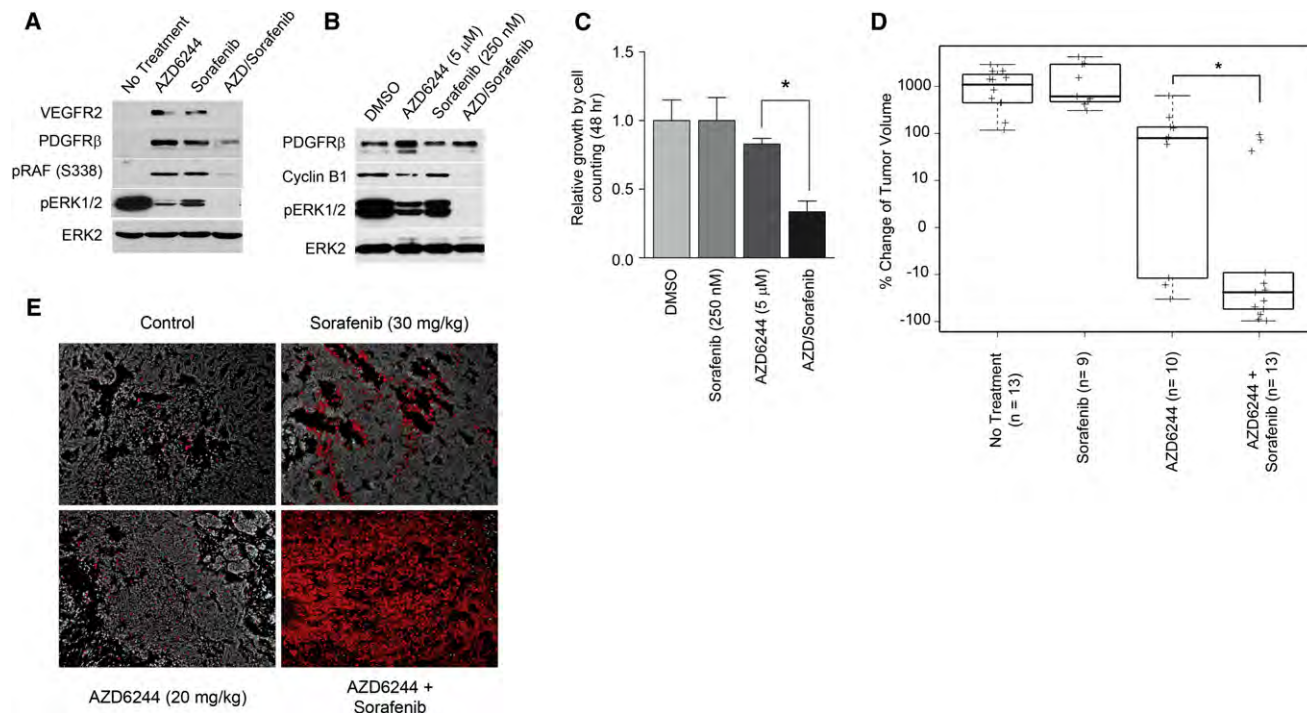 A
No Treatment
AZD6244
Sorafenib
AZD/Sorafenib
VEGFR2
PDGFRβ
pRAF (S338)
pERK1/2
ERK2
B
DMSO
AZD6244 (5 μM)
Sorafenib (250 nM)
AZD/Sorafenib
PDGFRβ
Cyclin B1
pERK1/2
ERK2
C
Relative growth by cell
counting (48 hr)
1.5
1.0
0.5
0.0
*
DMSO
Sorafenib (250 nM)
AZD6244 (5 μM)
AZD/Sorafenib
D
% Change of Tumor Volume
1000
100
10
0
-10
-100
*
No Treatment
(n = 13)
Sorafenib (n= 9)
AZD6244 (n= 10)
AZD6244 +
Sorafenib (n= 13)
E
Control
Sorafenib (30 mg/kg)
AZD6244 (20 mg/kg)
AZD6244 +
Sorafenib